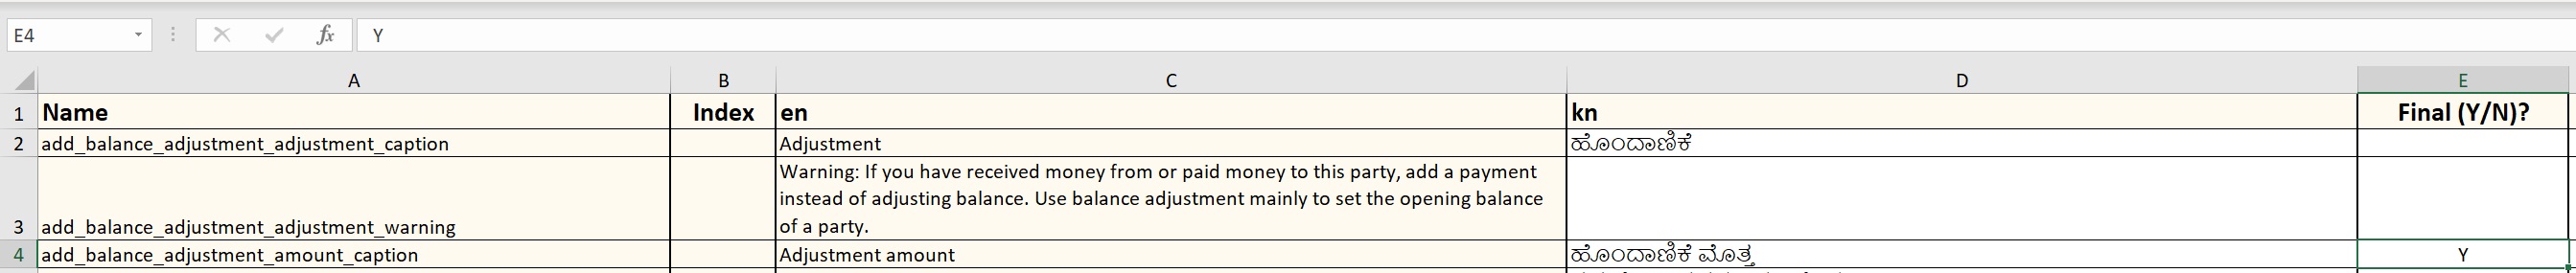 E4 fx Y
A B C D E
1 Name Index en kn Final (Y/N)?
2 add_balance_adjustment_adjustment_caption Adjustment ಹೊಂದಾಣಿಕೆ
Warning: If you have received money from or paid money to this party, add a payment
instead of adjusting balance. Use balance adjustment mainly to set the opening balance
3 add_balance_adjustment_adjustment_warning of a party.
4 add_balance_adjustment_amount_caption Adjustment amount ಹೊಂದಾಣಿಕೆ ಮೊತ್ತ Y